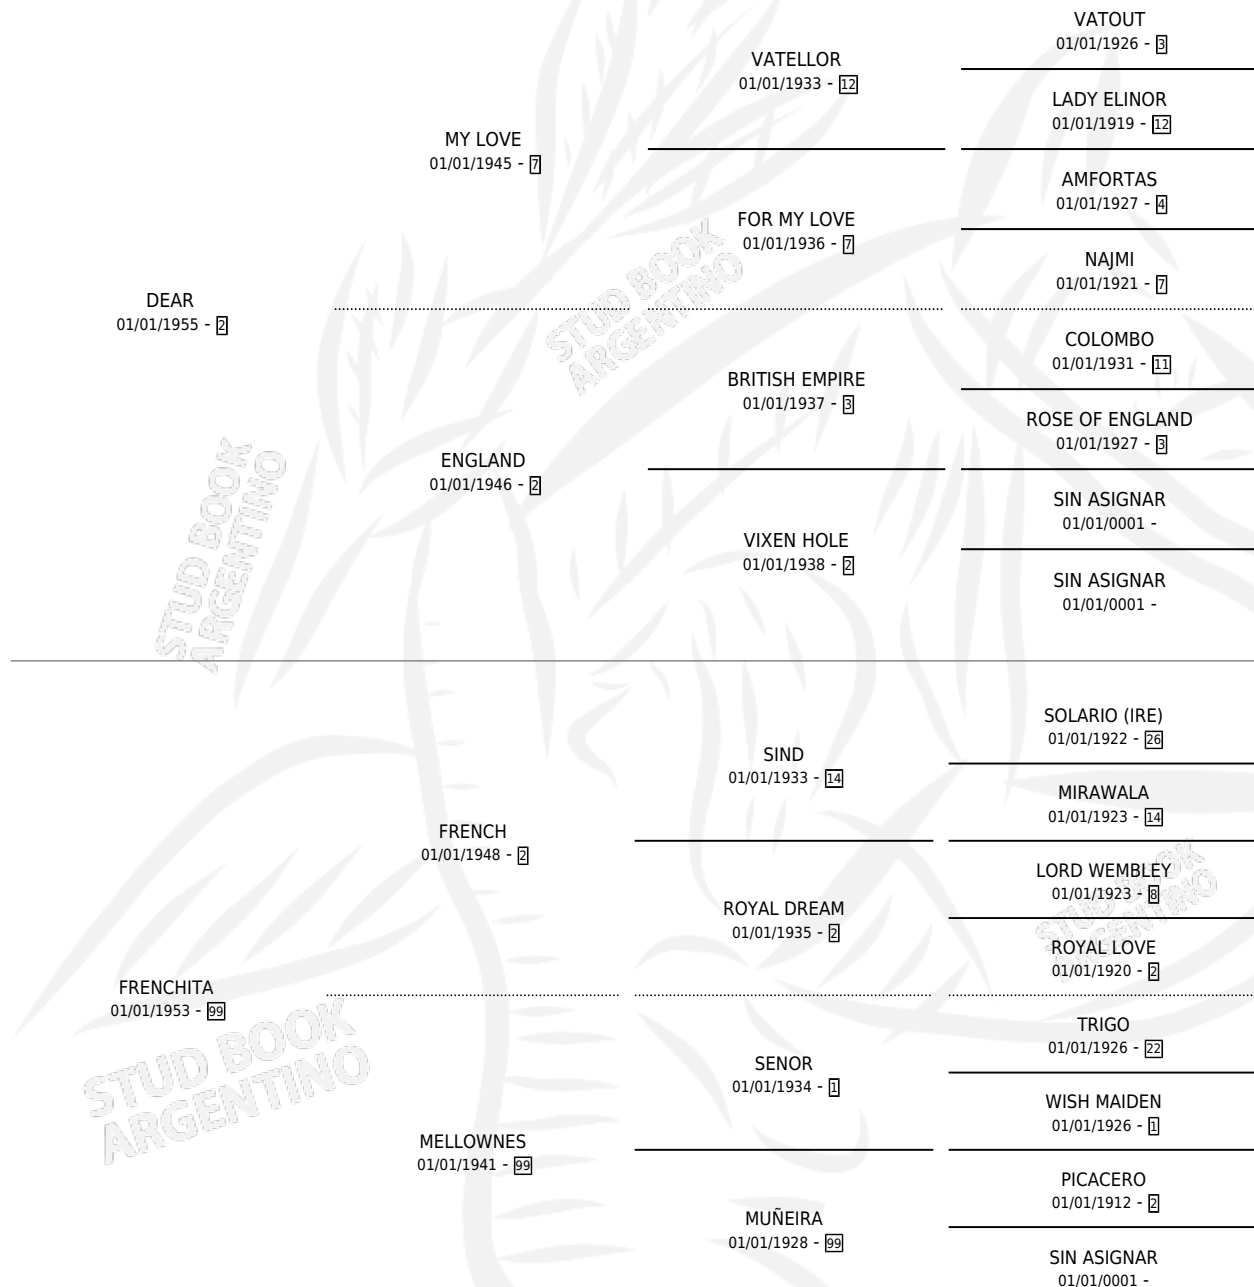 VATOUT
01/01/1926 - 3
VATELLOR
01/01/1933 - 12
LADY ELINOR
01/01/1919 - 12
MY LOVE
01/01/1945 - 7
AMFORTAS
01/01/1927 - 4
FOR MY LOVE
01/01/1936 - 7
NAJMI
01/01/1921 - 7
DEAR
01/01/1955 - 2
STUD BOOK
ARGENTINO
COLOMBO
01/01/1931 - 11
BRITISH EMPIRE
01/01/1937 - 3
ROSE OF ENGLAND
01/01/1927 - 3
ENGLAND
01/01/1946 - 2
SIN ASIGNAR
01/01/0001 -
VIXEN HOLE
01/01/1938 - 2
SIN ASIGNAR
01/01/0001 -
STUD BOOK
ARGENTINO
SOLARIO (IRE)
01/01/1922 - 26
SIND
01/01/1933 - 14
MIRAWALA
01/01/1923 - 14
FRENCH
01/01/1948 - 2
LORD WEMBLEY
01/01/1923 - 8
ROYAL DREAM
01/01/1935 - 2
ROYAL LOVE
01/01/1920 - 2
STUD BOOK
ARGENTINO
FRENCHITA
01/01/1953 - 99
TRIGO
01/01/1926 - 22
SENOR
01/01/1934 - 1
WISH MAIDEN
01/01/1926 - 1
STUD BOOK
ARGENTINO
MELLOWNES
01/01/1941 - 99
PICACERO
01/01/1912 - 2
MUÑEIRA
01/01/1928 - 99
SIN ASIGNAR
01/01/0001 -